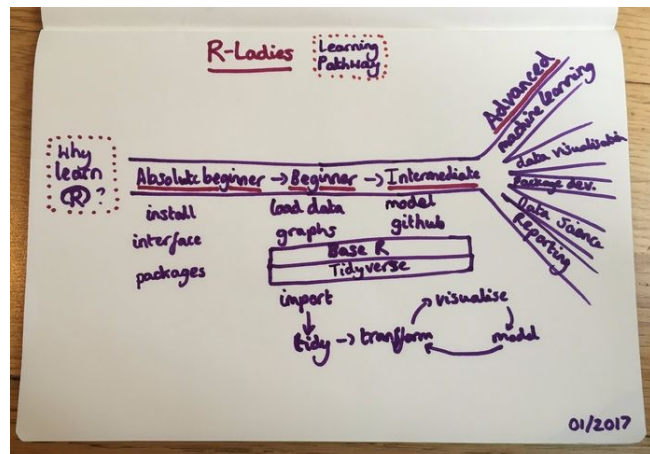 R-Ladies
Learning
Pathway
Why
learn
R?
Absolute beginner → Beginner → Intermediate
install
interface
packages
load data
graphs
model
github
Base R
Tidyverse
import
tidy → transform
visualise
model
Advanced
machine learning
data visualisation
Package dev.
Data Science
Reporting
01/2017